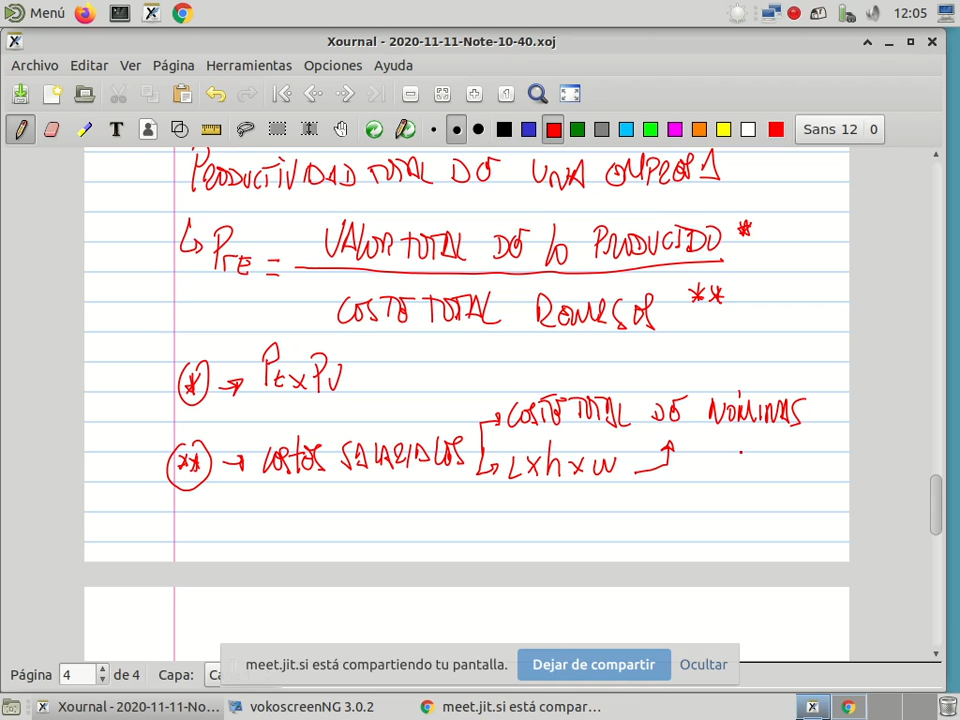 Menú 12:05
Xournal - 2020-11-11-Note-10-40.xoj
Archivo Editar Ver Página Herramientas Opciones Ayuda
Sans 12 0
PRODUCTIVIDAD TOTAL DE UNA EMPRESA
↳ PTE = VALOR TOTAL DE LO PRODUCIDO *
COSTE TOTAL RECURSOS **
* → PE x PV
** → COSTES SALARIALES
↳ COSTE TOTAL DE NÓMINAS
↳ L x h x w
meet.jit.si está compartiendo tu pantalla. Dejar de compartir Ocultar
Página 4 de 4 Capa: Ca
Xournal - 2020-11-11-No... vokoscreenNG 3.0.2 meet.jit.si está compar...